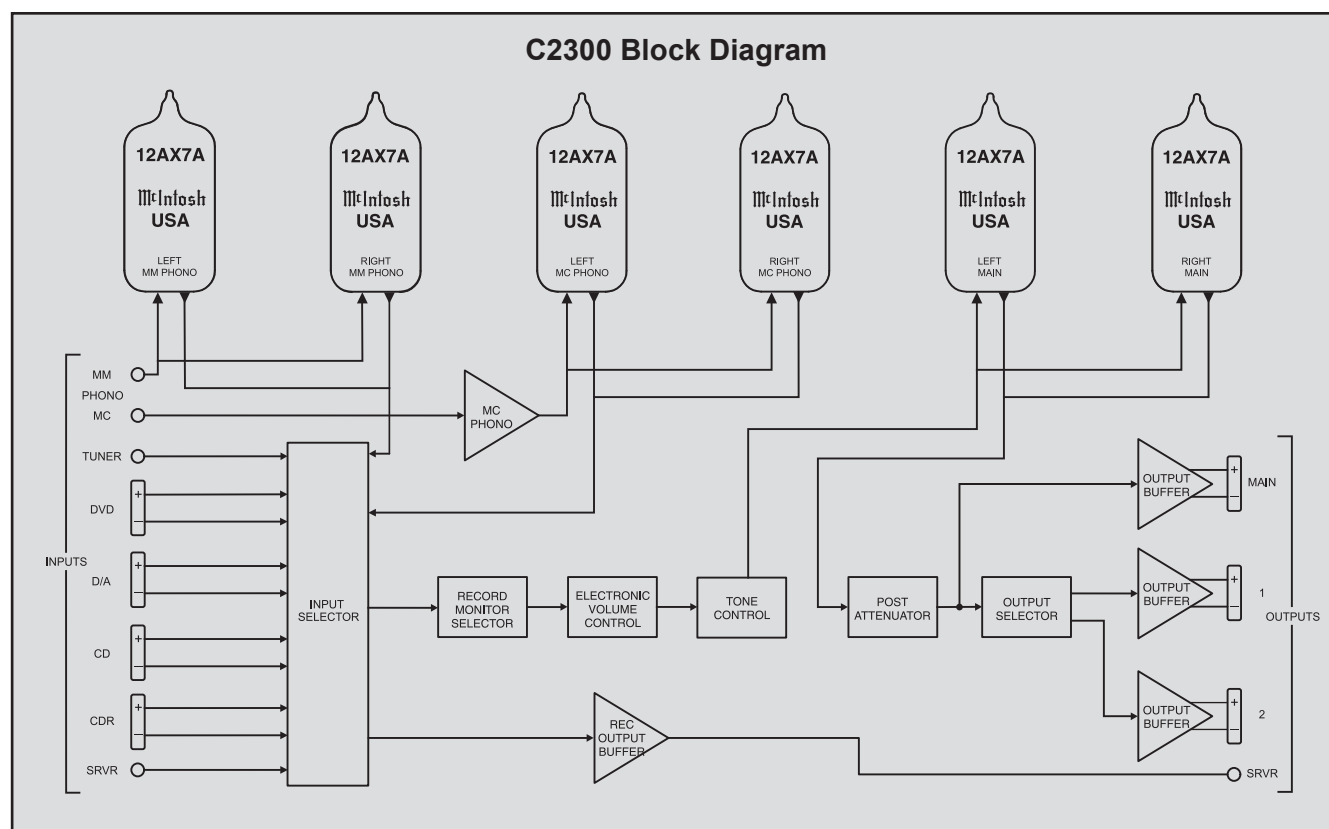 C2300 Block Diagram
12AX7A
McIntosh
USA
LEFT
MM PHONO
12AX7A
McIntosh
USA
RIGHT
MM PHONO
12AX7A
McIntosh
USA
LEFT
MC PHONO
12AX7A
McIntosh
USA
RIGHT
MC PHONO
12AX7A
McIntosh
USA
LEFT
MAIN
12AX7A
McIntosh
USA
RIGHT
MAIN
INPUTS
MM
PHONO
MC
TUNER
+
DVD
−
+
D/A
−
+
CD
−
+
CDR
−
SRVR
MC
PHONO
INPUT
SELECTOR
RECORD
MONITOR
SELECTOR
ELECTRONIC
VOLUME
CONTROL
TONE
CONTROL
POST
ATTENUATOR
OUTPUT
SELECTOR
REC
OUTPUT
BUFFER
OUTPUT
BUFFER
+
−
MAIN
OUTPUT
BUFFER
+
−
1
OUTPUT
BUFFER
+
−
2
SRVR
OUTPUTS